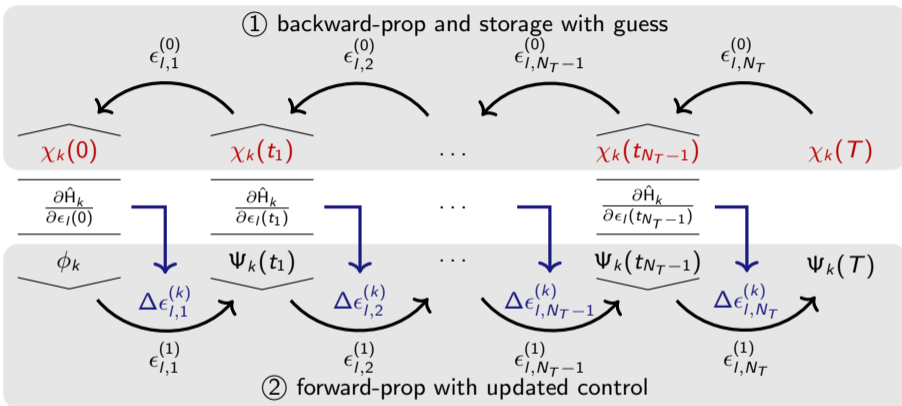 ① backward-prop and storage with guess
ϵ_{l,1}^{(0)} ϵ_{l,2}^{(0)} ϵ_{l,N_T−1}^{(0)} ϵ_{l,N_T}^{(0)}
χ_k(0) χ_k(t_1) ... χ_k(t_{N_T−1}) χ_k(T)
∂Ĥ_k/∂ϵ_l(0) ∂Ĥ_k/∂ϵ_l(t_1) ... ∂Ĥ_k/∂ϵ_l(t_{N_T−1})
ϕ_k Ψ_k(t_1) ... Ψ_k(t_{N_T−1}) Ψ_k(T)
Δϵ_{l,1}^{(k)} Δϵ_{l,2}^{(k)} Δϵ_{l,N_T−1}^{(k)} Δϵ_{l,N_T}^{(k)}
ϵ_{l,1}^{(1)} ϵ_{l,2}^{(1)} ϵ_{l,N_T−1}^{(1)} ϵ_{l,N_T}^{(1)}
② forward-prop with updated control